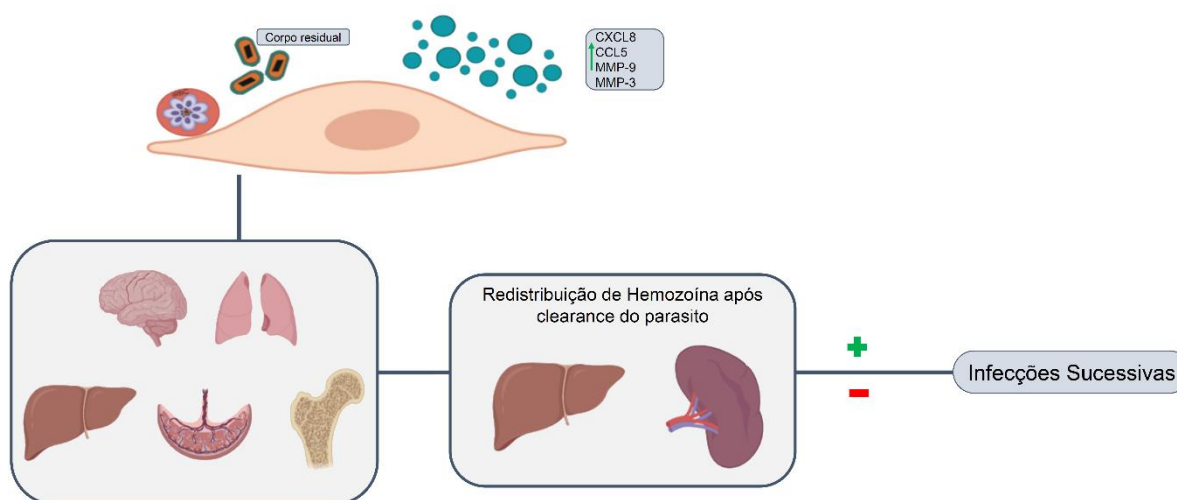 Corpo residual
CXCL8
CCL5
MMP-9
MMP-3
Redistribuição de Hemozoína após
clearance do parasito
Infecções Sucessivas